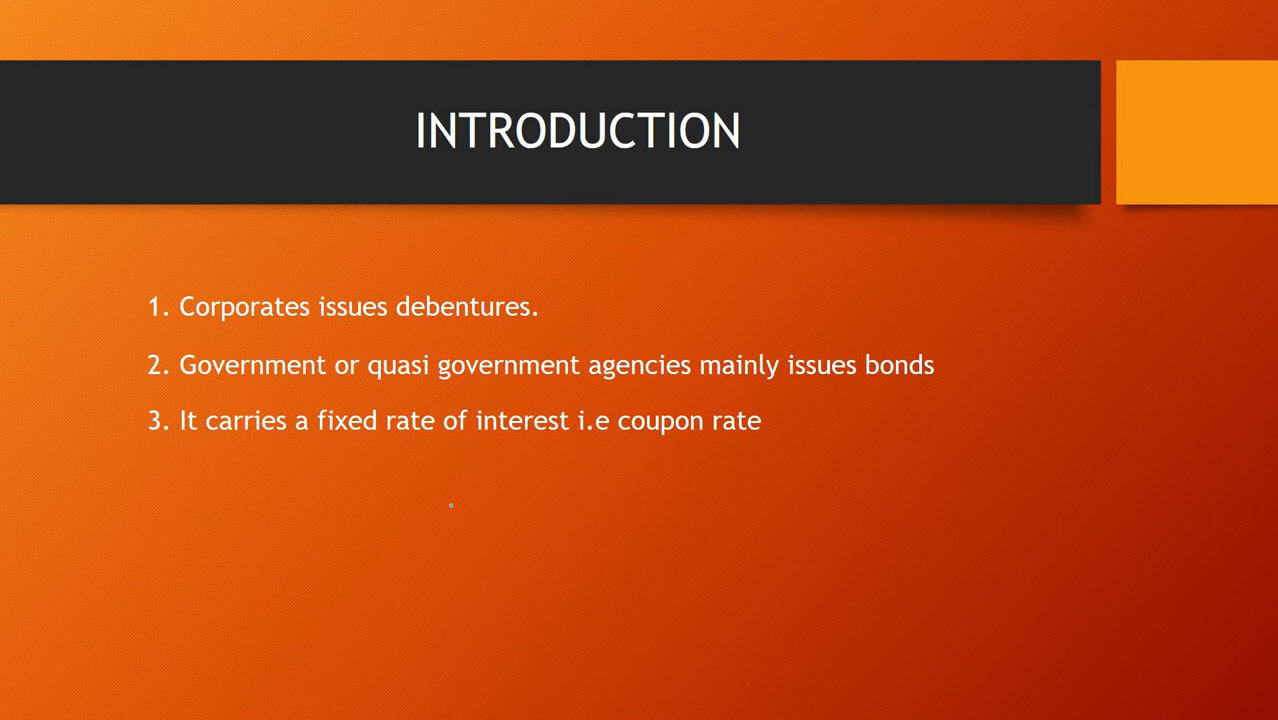 INTRODUCTION
1. Corporates issues debentures.
2. Government or quasi government agencies mainly issues bonds
3. It carries a fixed rate of interest i.e coupon rate